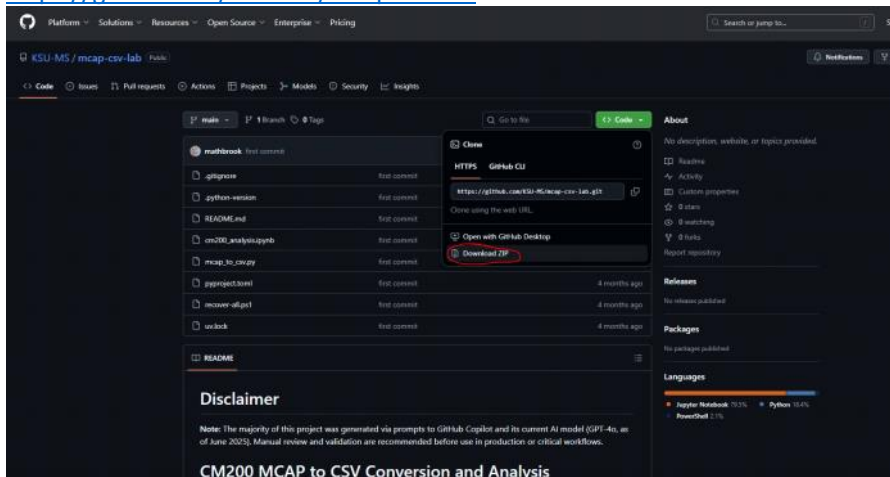 Platform Solutions Resources Open Source Enterprise Pricing
Search or jump to...
KSU-MS / mcap-csv-lab Public
Notifications
Code Issues Pull requests Actions Projects Models Security Insights
main 1 Branch 0 Tags
Go to file
Code
mathbrook first commit
.gitignore first commit
.python-version first commit
README.md first commit
cm200_analysis.ipynb first commit
mcap_to_csv.py first commit
pyproject.toml first commit 4 months ago
recover-all.ps1 first commit 4 months ago
uv.lock first commit 4 months ago
Clone
HTTPS GitHub CLI
https://github.com/KSU-MS/mcap-csv-lab.git
Clone using the web URL.
Open with GitHub Desktop
Download ZIP
README
Disclaimer
Note: The majority of this project was generated via prompts to GitHub Copilot and its current AI model (GPT-4o, as
of June 2025). Manual review and validation are recommended before use in production or critical workflows.
CM200 MCAP to CSV Conversion and Analysis
About
No description, website, or topics provided.
Readme
Activity
Custom properties
0 stars
0 watching
0 forks
Report repository
Releases
No releases published
Packages
No packages published
Languages
Jupyter Notebook 79.5% Python 18.4%
PowerShell 2.1%